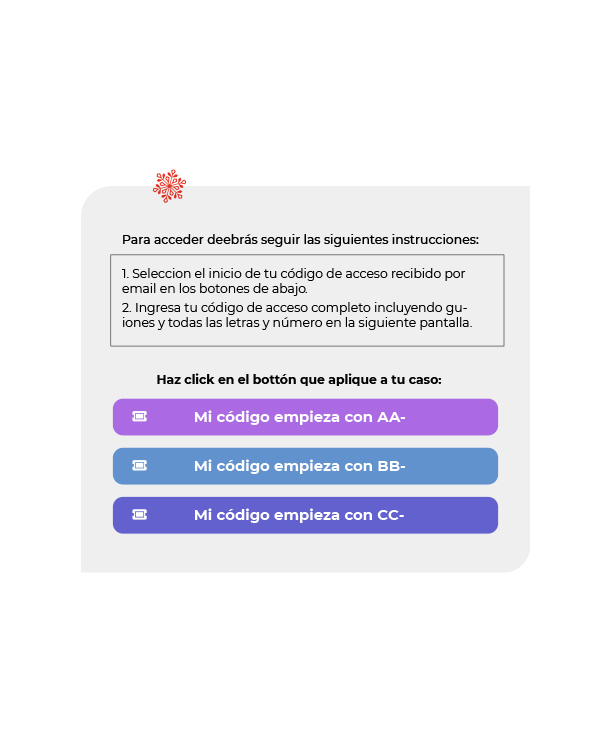 Para acceder deebrás seguir las siguientes instrucciones:
1. Seleccion el inicio de tu código de acceso recibido por
email en los botones de abajo.
2. Ingresa tu código de acceso completo incluyendo gu-
iones y todas las letras y número en la siguiente pantalla.
Haz click en el bottón que aplique a tu caso:
Mi código empieza con AA-
Mi código empieza con BB-
Mi código empieza con CC-